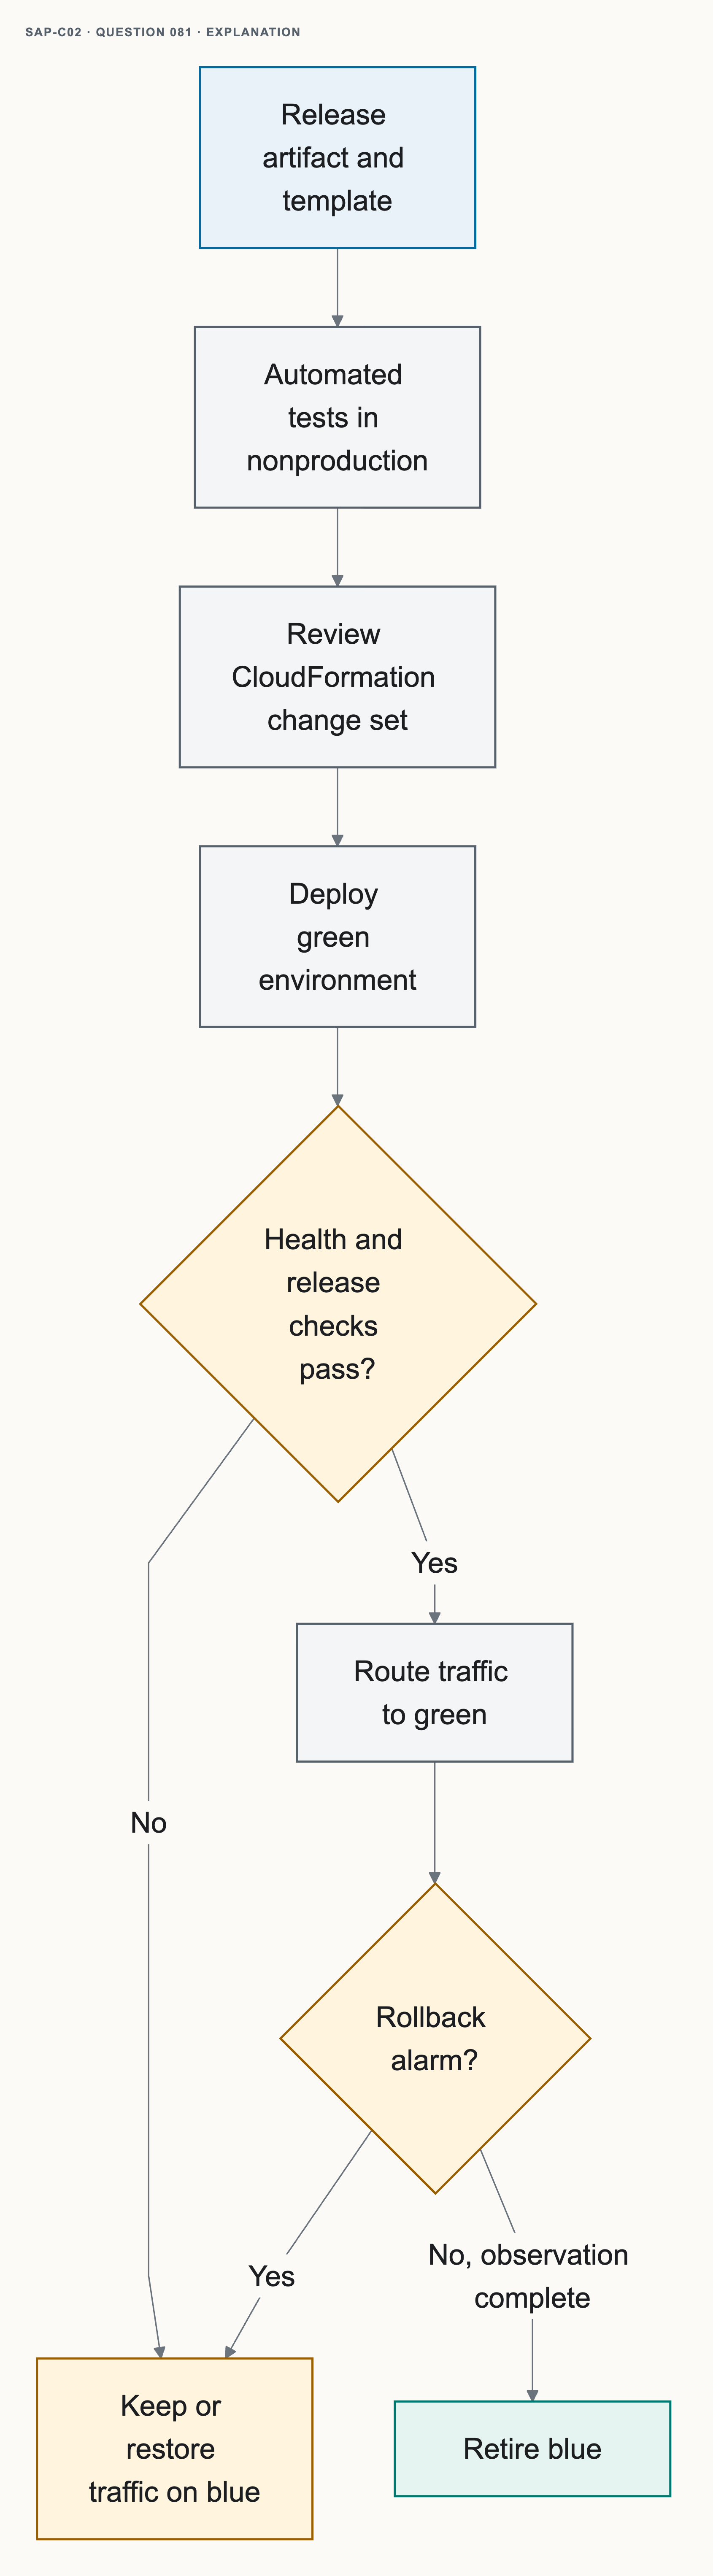 SAP-C02 · QUESTION 081 · EXPLANATION
Release
artifact and
template
Automated
tests in
nonproduction
Review
CloudFormation
change set
Deploy
green
environment
Health and
release
checks
pass?
Yes
Route traffic
to green
No
Rollback
alarm?
No, observation
complete
Yes
Keep or
restore
traffic on blue
Retire blue